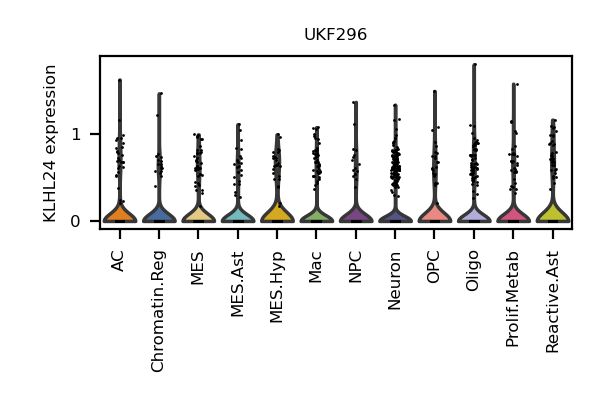 UKF296
KLHL24 expression
1
0
AC
Chromatin.Reg
MES
MES.Ast
MES.Hyp
Mac
NPC
Neuron
OPC
Oligo
Prolif.Metab
Reactive.Ast